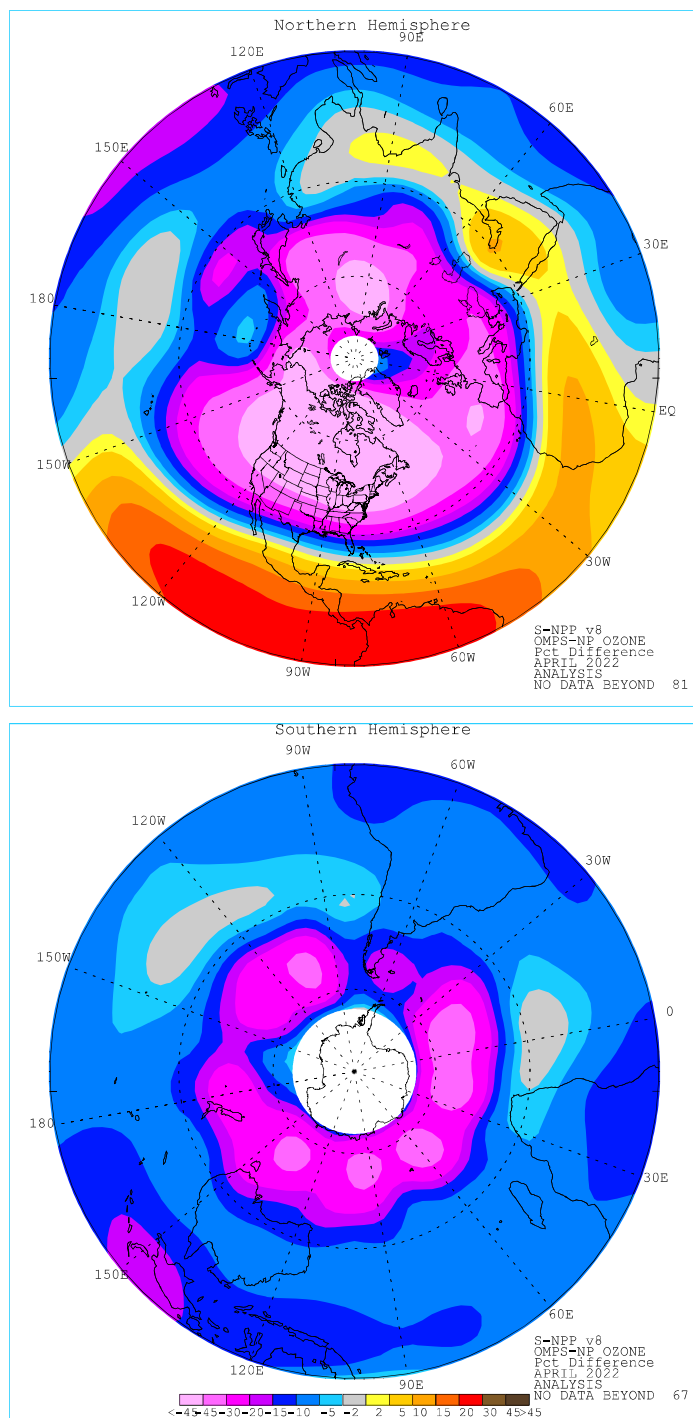 Northern Hemisphere
120E
90E
60E
150E
30E
180
EQ
150W
30W
120W
90W
60W
S-NPP v8
OMPS-NP OZONE
Pct Difference
APRIL 2022
ANALYSIS
NO DATA BEYOND 81
Southern Hemisphere
90W
60W
120W
30W
150W
0
180
30E
150E
60E
120E
90E
S-NPP v8
OMPS-NP OZONE
Pct Difference
APRIL 2022
ANALYSIS
NO DATA BEYOND 67
<-45-45-30-20-15-10 -5 -2 2 5 10 15 20 30 45>45